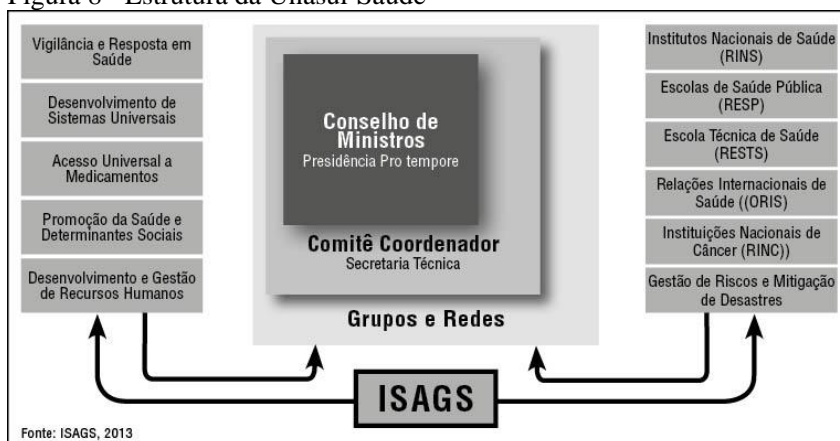 Figura 8 - Estrutura da Unasul Saúde
Vigilância e Resposta em
Saúde
Desenvolvimento de
Sistemas Universais
Acesso Universal a
Medicamentos
Promoção da Saúde e
Determinantes Sociais
Desenvolvimento e Gestão
de Recursos Humanos
Conselho de
Ministros
Presidência Pro tempore
Comitê Coordenador
Secretaria Técnica
Grupos e Redes
Institutos Nacionais de Saúde
(RINS)
Escolas de Saúde Pública
(RESP)
Escola Técnica de Saúde
(RESTS)
Relações Internacionais de
Saúde ((ORIS)
Instituições Nacionais de
Câncer (RINC))
Gestão de Riscos e Mitigação
de Desastres
ISAGS
Fonte: ISAGS, 2013